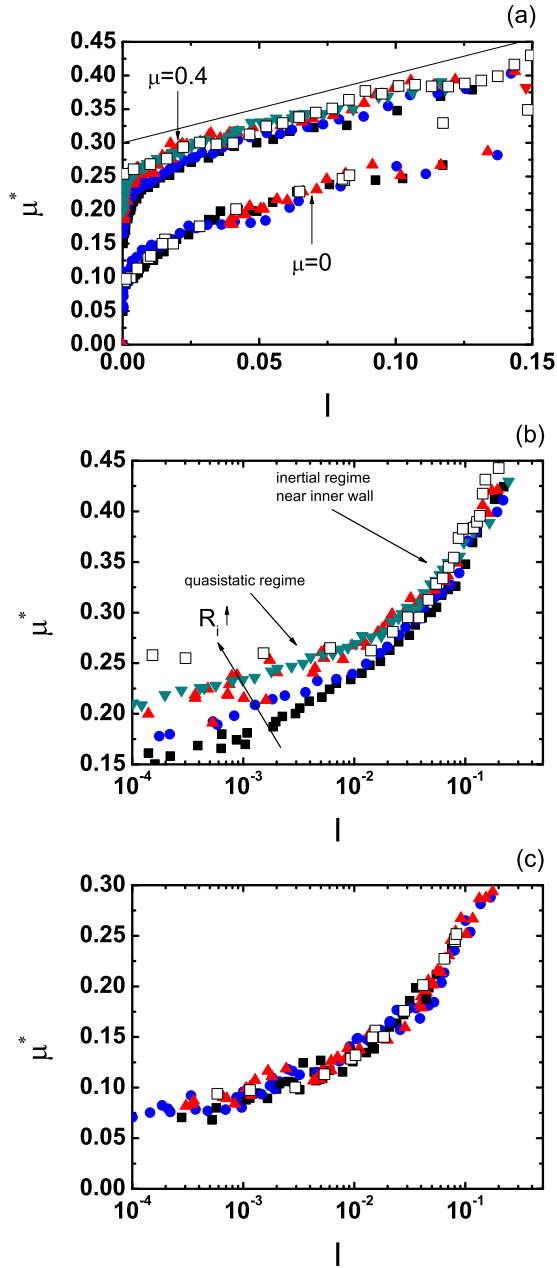 (a)
0.45
0.40
0.35
0.30
0.25
0.20
0.15
0.10
0.05
0.00
μ*
μ=0.4
μ=0
0.00 0.05 0.10 0.15
I
(b)
0.45
0.40
0.35
0.30
0.25
0.20
0.15
μ*
inertial regime
near inner wall
quasistatic regime
Ri
10-4 10-3 10-2 10-1
I
(c)
0.30
0.25
0.20
0.15
0.10
0.05
0.00
μ*
10-4 10-3 10-2 10-1
I